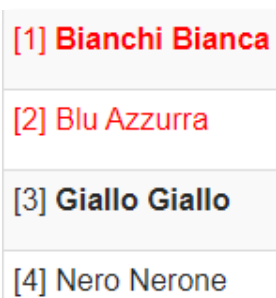 [1] Bianchi Bianca
[2] Blu Azzurra
[3] Giallo Giallo
[4] Nero Nerone